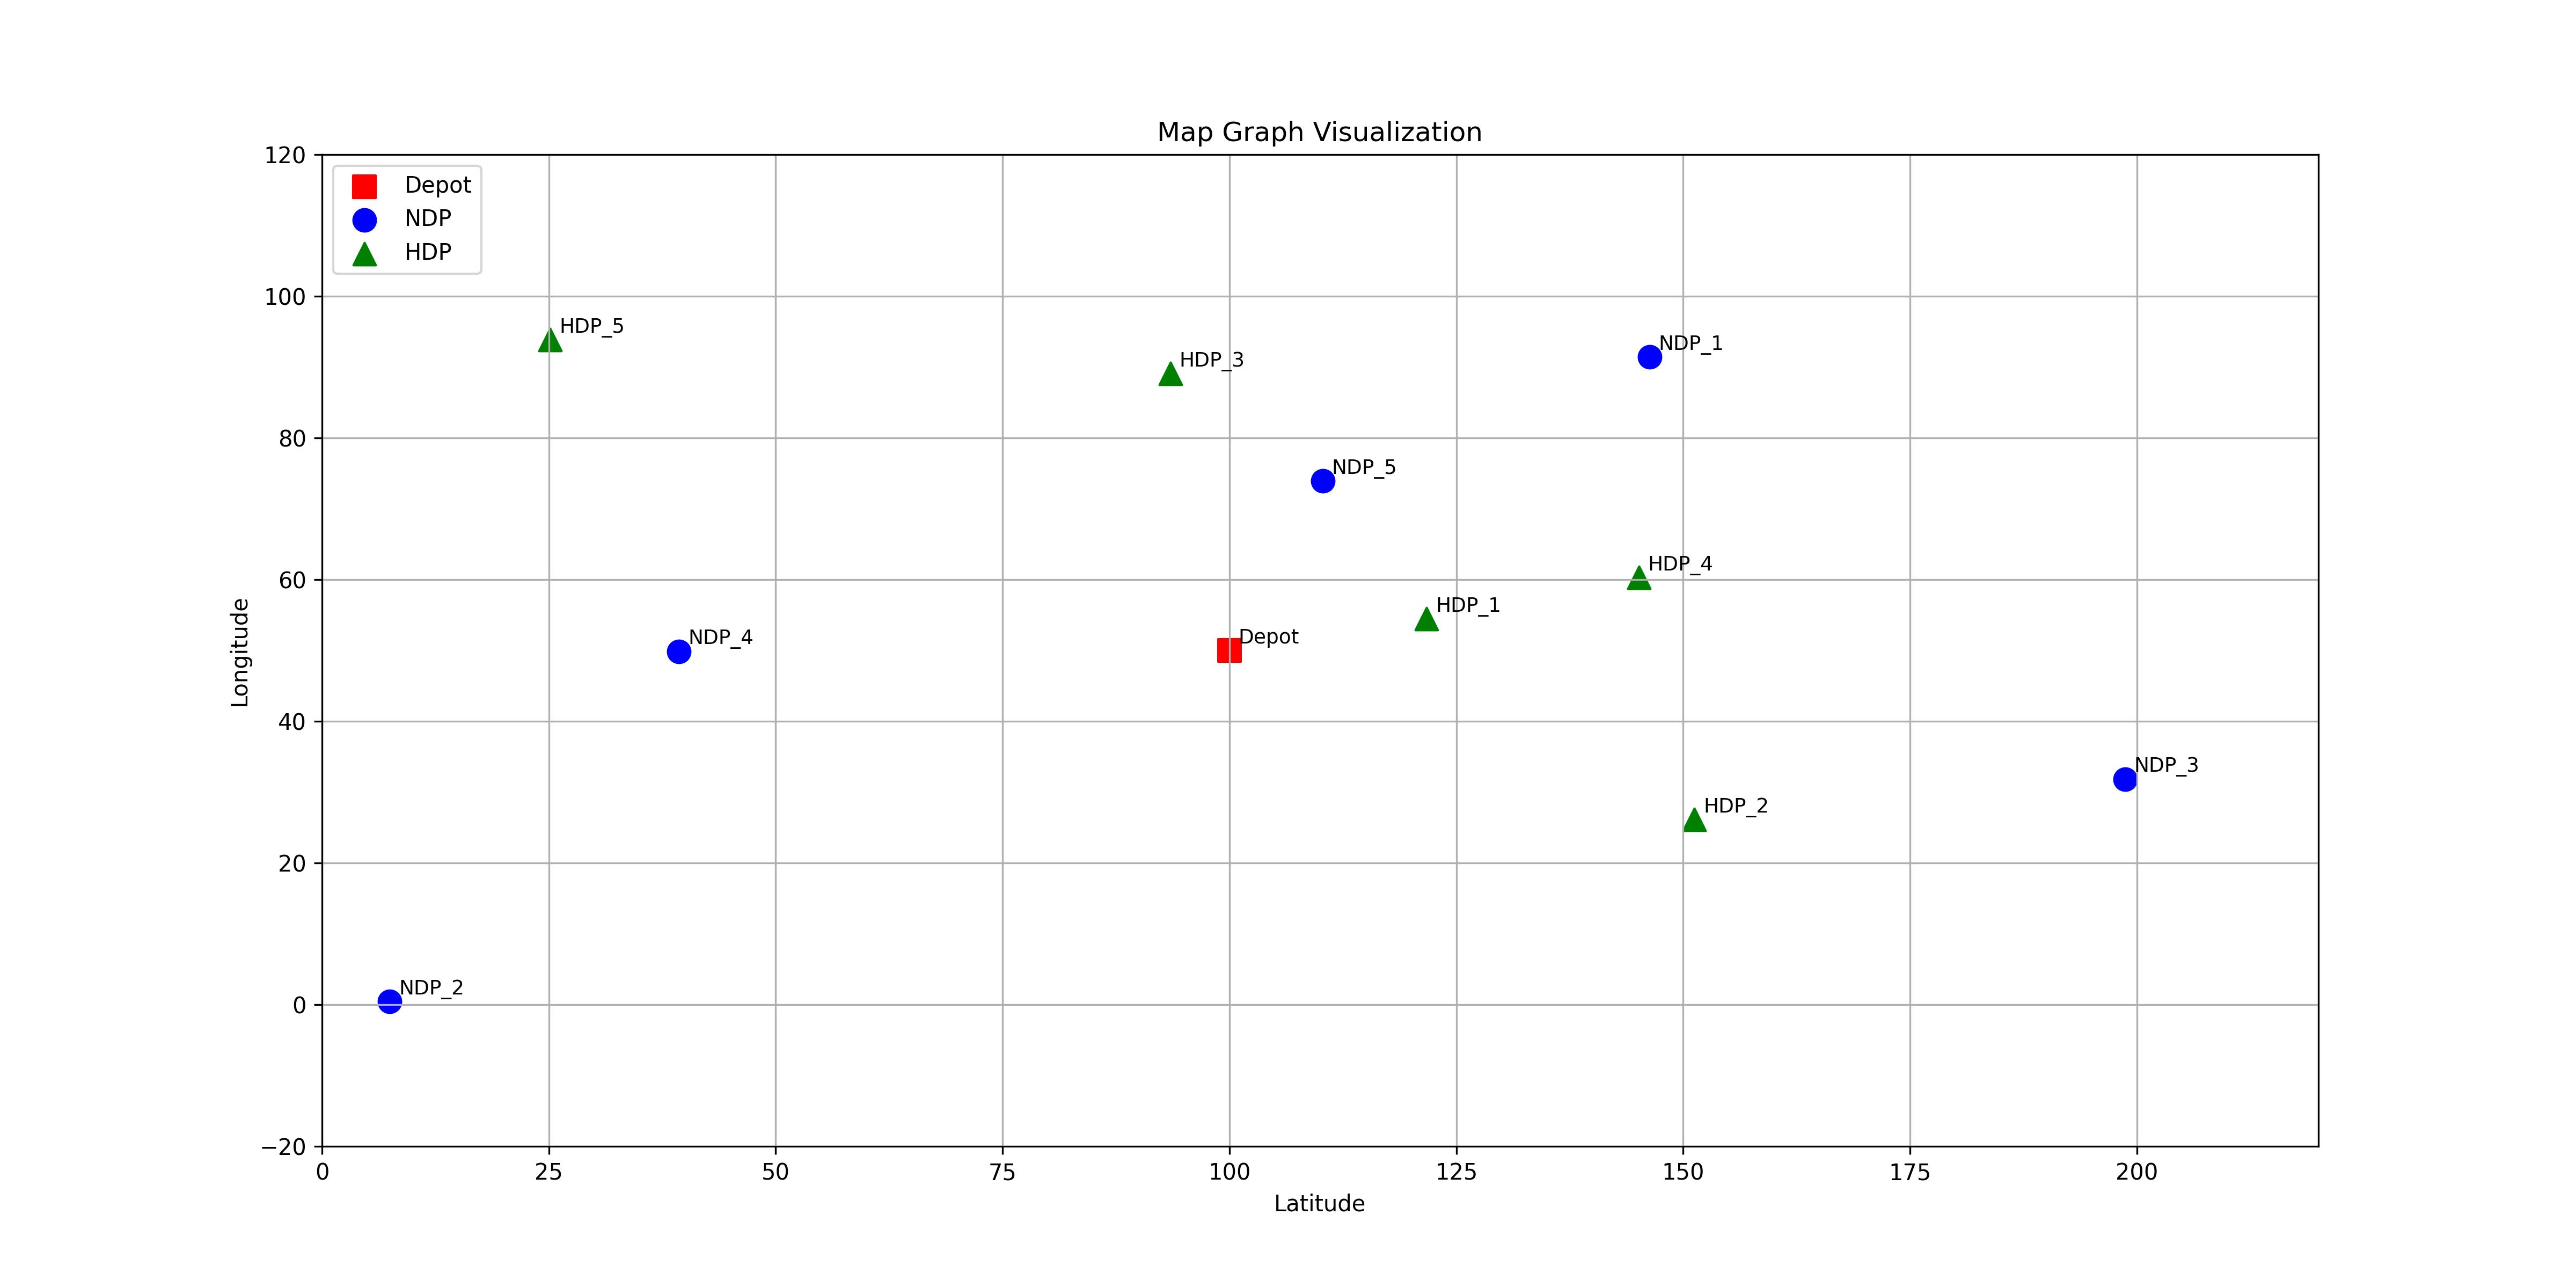 Map Graph Visualization
120
100
80
60
40
20
0
−20
Longitude
Depot
NDP
HDP
HDP_5
HDP_3
NDP_1
NDP_5
HDP_4
HDP_1
Depot
NDP_4
NDP_3
HDP_2
NDP_2
0
25
50
75
100
125
150
175
200
Latitude